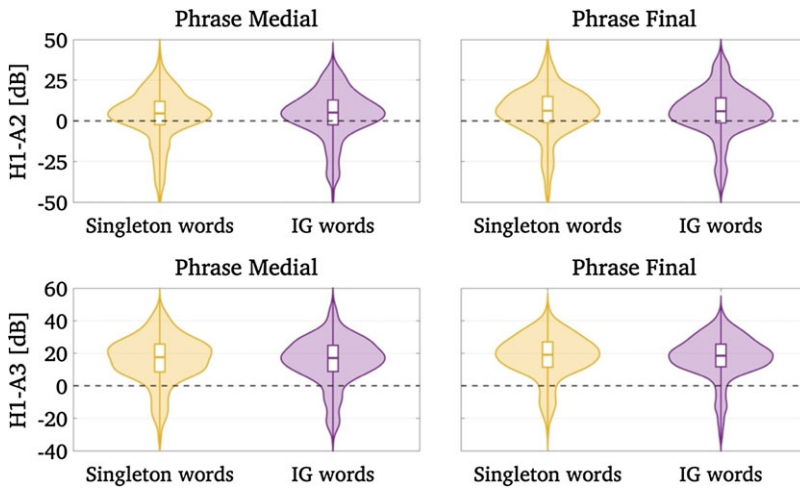 Phrase Medial
Phrase Final
H1-A2 [dB]
50
25
0
-25
-50
Singleton words
IG words
Singleton words
IG words
Phrase Medial
Phrase Final
H1-A3 [dB]
60
40
20
0
-20
-40
Singleton words
IG words
Singleton words
IG words